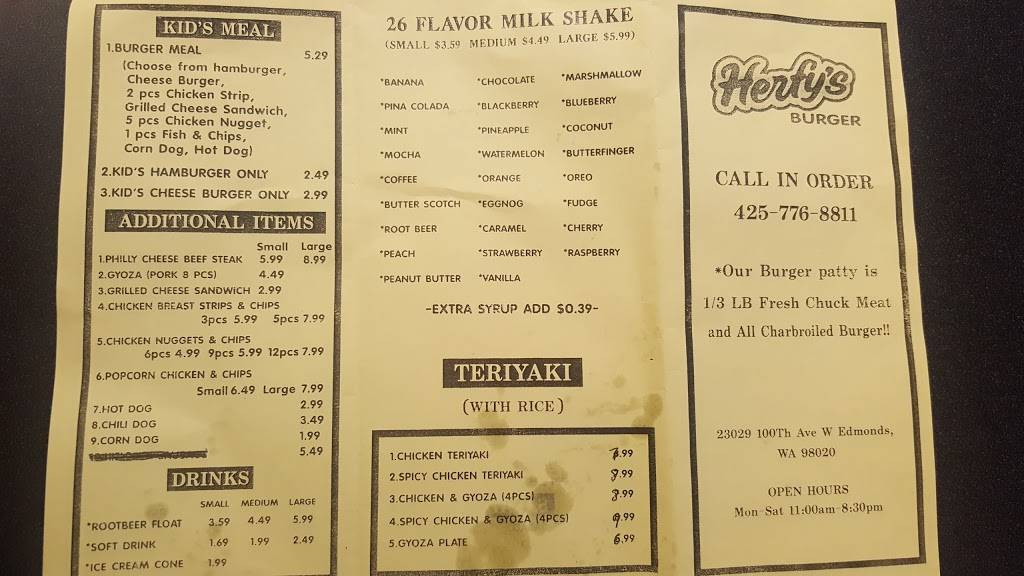 KID'S MEAL
1.BURGER MEAL 5.29
(Choose from hamburger,
Cheese Burger,
2 pcs Chicken Strip,
Grilled Cheese Sandwich,
5 pcs Chicken Nugget,
1 pcs Fish & Chips,
Corn Dog, Hot Dog)
2.KID'S HAMBURGER ONLY 2.49
3.KID'S CHEESE BURGER ONLY 2.99
ADDITIONAL ITEMS
Small Large
1.PHILLY CHEESE BEEF STEAK 5.99 8.99
2.GYOZA (PORK 8 PCS) 4.49
3.GRILLED CHEESE SANDWICH 2.99
4.CHICKEN BREAST STRIPS & CHIPS
3pcs 5.99 5pcs 7.99
5.CHICKEN NUGGETS & CHIPS
6pcs 4.99 9pcs 5.99 12pcs 7.99
6.POPCORN CHICKEN & CHIPS
Small 6.49 Large 7.99
7.HOT DOG 2.99
8.CHILI DOG 3.49
9.CORN DOG 1.99
5.49
DRINKS
SMALL MEDIUM LARGE
*ROOTBEER FLOAT 3.59 4.49 5.99
*SOFT DRINK 1.69 1.99 2.49
*ICE CREAM CONE 1.99
26 FLAVOR MILK SHAKE
(SMALL $3.59 MEDIUM $4.49 LARGE $5.99)
*BANANA *CHOCOLATE *MARSHMALLOW
*PINA COLADA *BLACKBERRY *BLUEBERRY
*MINT *PINEAPPLE *COCONUT
*MOCHA *WATERMELON *BUTTERFINGER
*COFFEE *ORANGE *OREO
*BUTTER SCOTCH *EGGNOG *FUDGE
*ROOT BEER *CARAMEL *CHERRY
*PEACH *STRAWBERRY *RASPBERRY
*PEANUT BUTTER *VANILLA
-EXTRA SYRUP ADD $0.39-
TERIYAKI
(WITH RICE)
1.CHICKEN TERIYAKI 7.99
2.SPICY CHICKEN TERIYAKI 8.99
3.CHICKEN & GYOZA (4PCS) 8.99
4.SPICY CHICKEN & GYOZA (4PCS) 9.99
5.GYOZA PLATE 6.99
Herfy's
BURGER
CALL IN ORDER
425-776-8811
*Our Burger patty is
1/3 LB Fresh Chuck Meat
and All Charbroiled Burger!!
23029 100Th Ave W Edmonds,
WA 98020
OPEN HOURS
Mon-Sat 11:00am-8:30pm